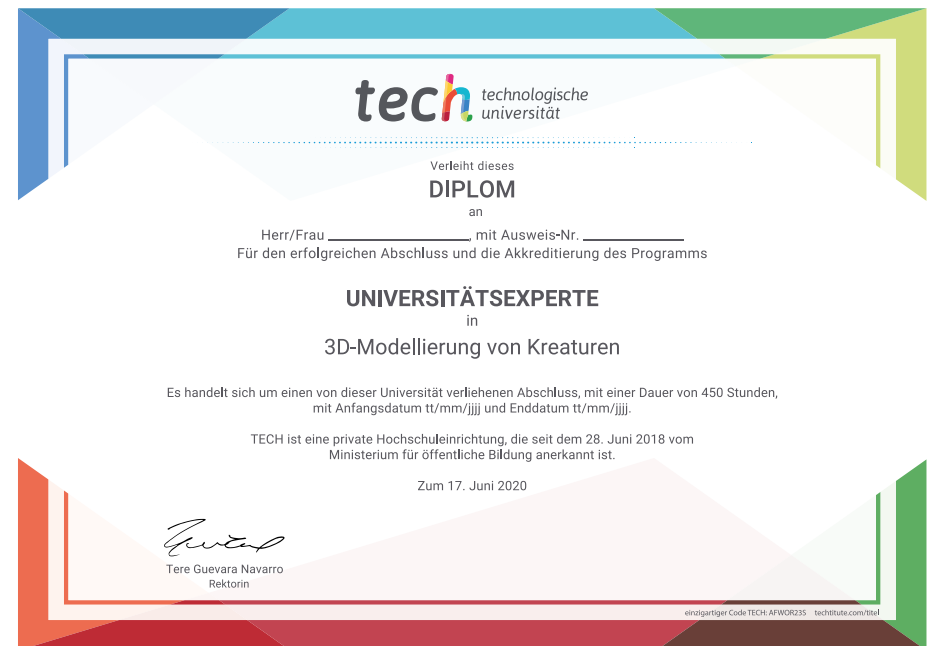 tech technologische
universität
Verleiht dieses
DIPLOM
an
Herr/Frau ____________________, mit Ausweis-Nr. ______________
Für den erfolgreichen Abschluss und die Akkreditierung des Programms
UNIVERSITÄTSEXPERTE
in
3D-Modellierung von Kreaturen
Es handelt sich um einen von dieser Universität verliehenen Abschluss, mit einer Dauer von 450 Stunden,
mit Anfangsdatum tt/mm/jjjj und Enddatum tt/mm/jjjj.
TECH ist eine private Hochschuleinrichtung, die seit dem 28. Juni 2018 vom
Ministerium für öffentliche Bildung anerkannt ist.
Zum 17. Juni 2020
Tere Guevara Navarro
Rektorin
einzigartiger Code TECH: AFWOR23S techtitute.com/titel